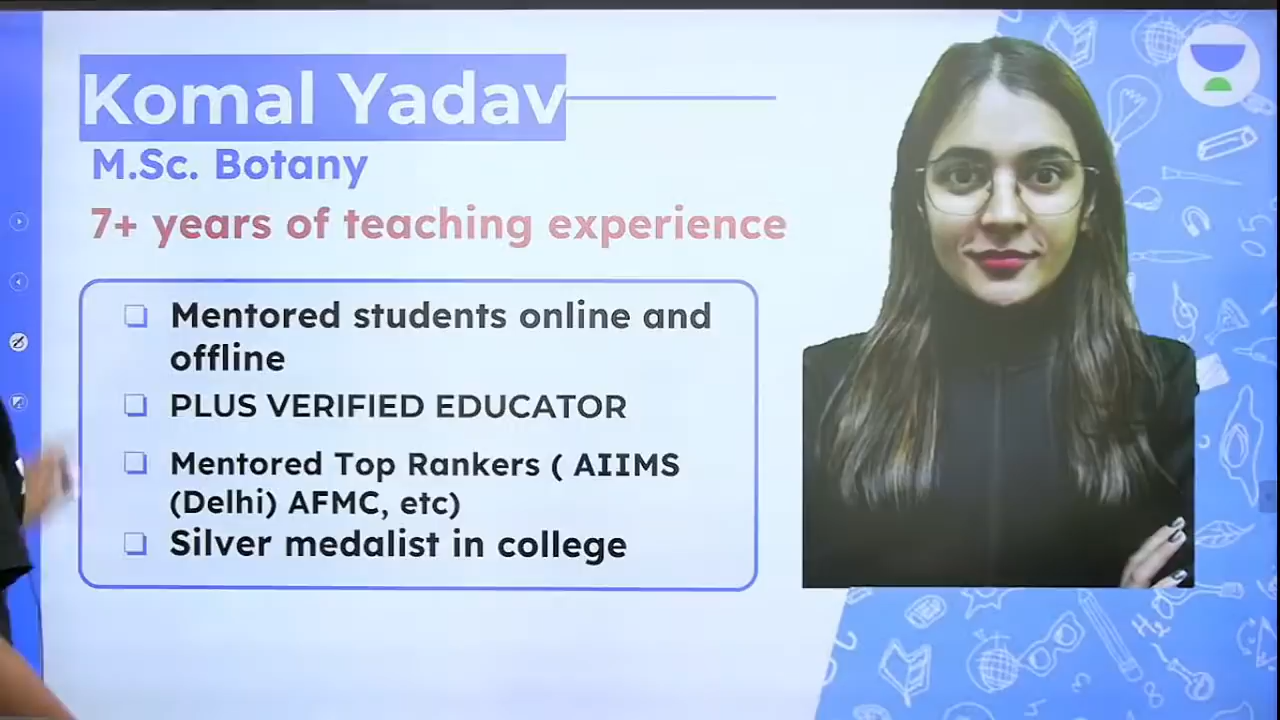 Komal Yadav
M.Sc. Botany
7+ years of teaching experience
Mentored students online and
offline
PLUS VERIFIED EDUCATOR
Mentored Top Rankers ( AIIMS
(Delhi) AFMC, etc)
Silver medalist in college
H₂O